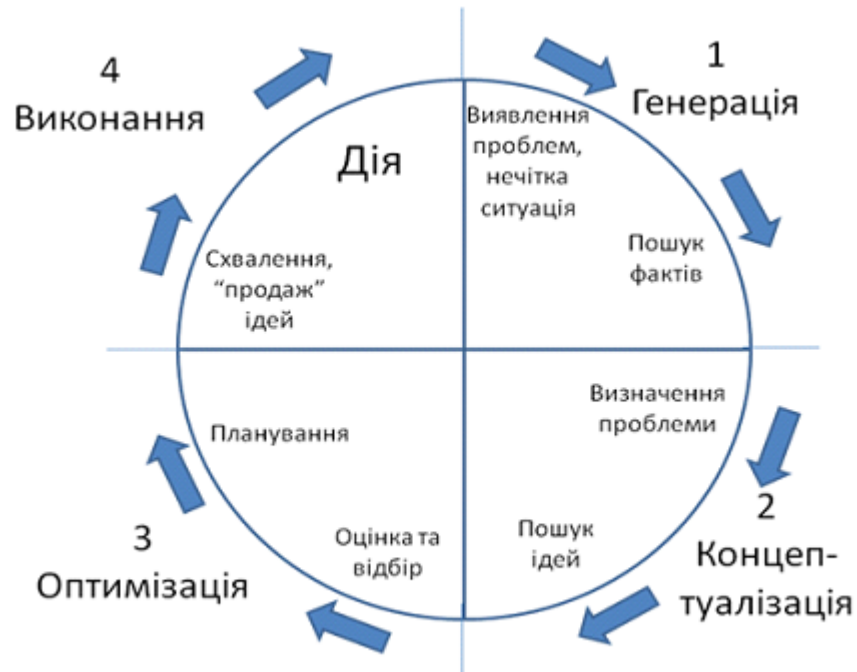 1
Генерація
Виявлення
проблем,
нечітка
ситуація
Пошук
фактів
2
Концеп-
туалізація
Визначення
проблеми
Пошук
ідей
3
Оптимізація
Оцінка та
відбір
Планування
4
Виконання
Схвалення,
“продаж”
ідей
Дія